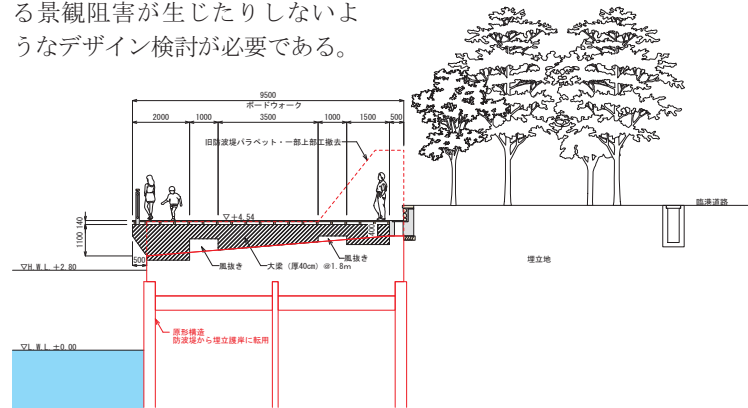 る景観阻害が生じたりしないよ
うなデザイン検討が必要である。
9500
ボードウォーク
2000 1000 3500 1000 1500 500
旧防波堤パラペット・一部上部工撤去
▽+4.54
140
1100
400
臨港道路
500
風抜き
大梁（厚40cm）@1.8m
風抜き
埋立地
▽H.W.L.+2.80
原形構造
防波堤から埋立護岸に転用
▽L.W.L.±0.00